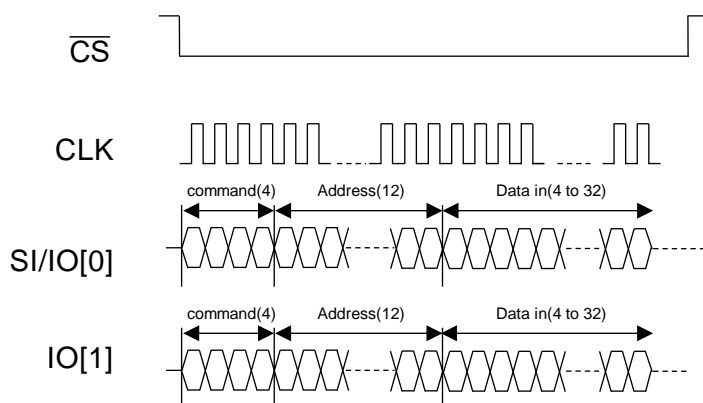 CS
CLK
command(4) Address(12) Data in(4 to 32)
SI/IO[0]
command(4) Address(12) Data in(4 to 32)
IO[1]